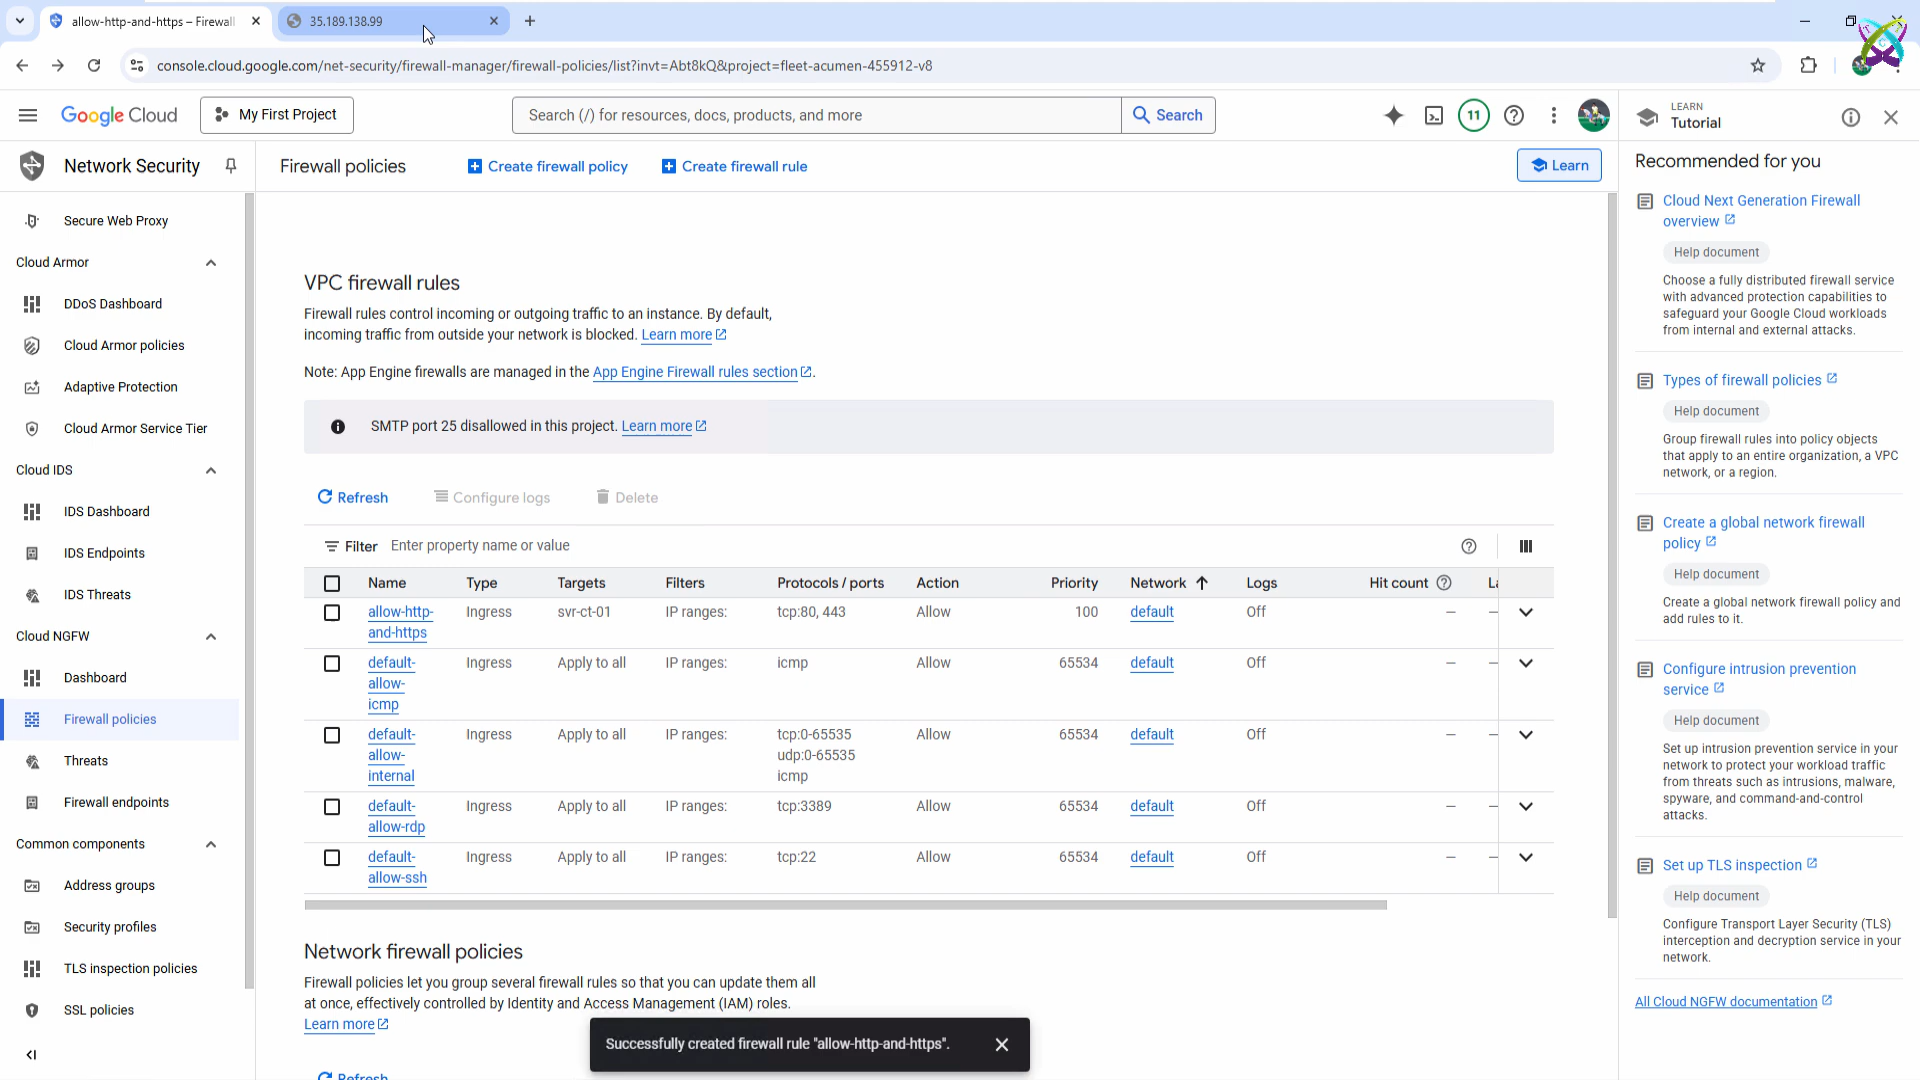 allow-http-and-https – Firewall
35.189.138.99
console.cloud.google.com/net-security/firewall-manager/firewall-policies/list?invt=Abt8kQ&project=fleet-acumen-455912-v8
Google Cloud
My First Project
Search (/) for resources, docs, products, and more
Search
11
LEARN
Tutorial
Network Security
Firewall policies
Create firewall policy
Create firewall rule
Learn
Secure Web Proxy
Cloud Armor
DDoS Dashboard
Cloud Armor policies
Adaptive Protection
Cloud Armor Service Tier
Cloud IDS
IDS Dashboard
IDS Endpoints
IDS Threats
Cloud NGFW
Dashboard
Firewall policies
Threats
Firewall endpoints
Common components
Address groups
Security profiles
TLS inspection policies
SSL policies
VPC firewall rules
Firewall rules control incoming or outgoing traffic to an instance. By default,
incoming traffic from outside your network is blocked. Learn more
Note: App Engine firewalls are managed in the App Engine Firewall rules section.
SMTP port 25 disallowed in this project. Learn more
Refresh
Configure logs
Delete
Filter Enter property name or value
Name Type Targets Filters Protocols / ports Action Priority Network Logs Hit count
allow-http-
and-https
Ingress svr-ct-01 IP ranges: tcp:80, 443 Allow 100 default Off – –
default-
allow-
icmp
Ingress Apply to all IP ranges: icmp Allow 65534 default Off – –
default-
allow-
internal
Ingress Apply to all IP ranges: tcp:0-65535
udp:0-65535
icmp
Allow 65534 default Off – –
default-
allow-rdp
Ingress Apply to all IP ranges: tcp:3389 Allow 65534 default Off – –
default-
allow-ssh
Ingress Apply to all IP ranges: tcp:22 Allow 65534 default Off – –
Network firewall policies
Firewall policies let you group several firewall rules so that you can update them all
at once, effectively controlled by Identity and Access Management (IAM) roles.
Learn more
Refresh
Successfully created firewall rule "allow-http-and-https".
Recommended for you
Cloud Next Generation Firewall
overview
Help document
Choose a fully distributed firewall service
with advanced protection capabilities to
safeguard your Google Cloud workloads
from internal and external attacks.
Types of firewall policies
Help document
Group firewall rules into policy objects
that apply to an entire organization, a VPC
network, or a region.
Create a global network firewall
policy
Help document
Create a global network firewall policy and
add rules to it.
Configure intrusion prevention
service
Help document
Set up intrusion prevention service in your
network to protect your workload traffic
from threats such as intrusions, malware,
spyware, and command-and-control
attacks.
Set up TLS inspection
Help document
Configure Transport Layer Security (TLS)
interception and decryption service in your
network.
All Cloud NGFW documentation